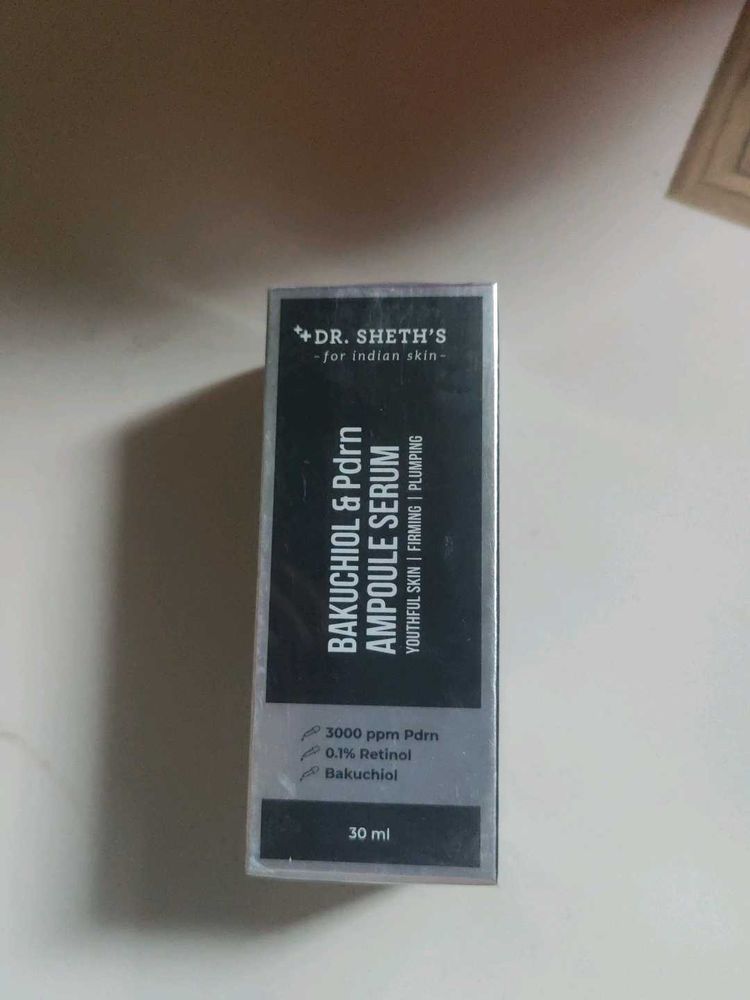 DR. SHETH'S
-for indian skin-
BAKUCHIOL & Pdrn
AMPOULE SERUM
YOUTHFUL SKIN | FIRMING | PLUMPING
3000 ppm Pdrn
0.1% Retinol
Bakuchiol
30 ml